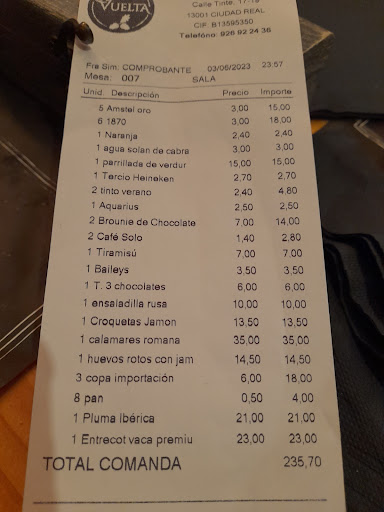 VUELTA
Calle Tinte, 17-19
13001 CIUDAD REAL
CIF. B13595350
Telefóno: 926 92 24 36
Fra Sim. COMPROBANTE 03/06/2023 23:57
Mesa: 007 SALA
Unid. Descripción Precio Importe
5 Amstel oro 3,00 15,00
6 1870 3,00 18,00
1 Naranja 2,40 2,40
1 agua solan de cabra 3,00 3,00
1 parrillada de verdur 15,00 15,00
1 Tercio Heineken 2,70 2,70
2 tinto verano 2,40 4,80
1 Aquarius 2,50 2,50
2 Brounie de Chocolate 7,00 14,00
2 Café Solo 1,40 2,80
1 Tiramisú 7,00 7,00
1 Baileys 3,50 3,50
1 T. 3 chocolates 6,00 6,00
1 ensaladilla rusa 10,00 10,00
1 Croquetas Jamon 13,50 13,50
1 calamares romana 35,00 35,00
1 huevos rotos con jam 14,50 14,50
3 copa importación 6,00 18,00
8 pan 0,50 4,00
1 Pluma Ibérica 21,00 21,00
1 Entrecot vaca premiu 23,00 23,00
TOTAL COMANDA 235,70